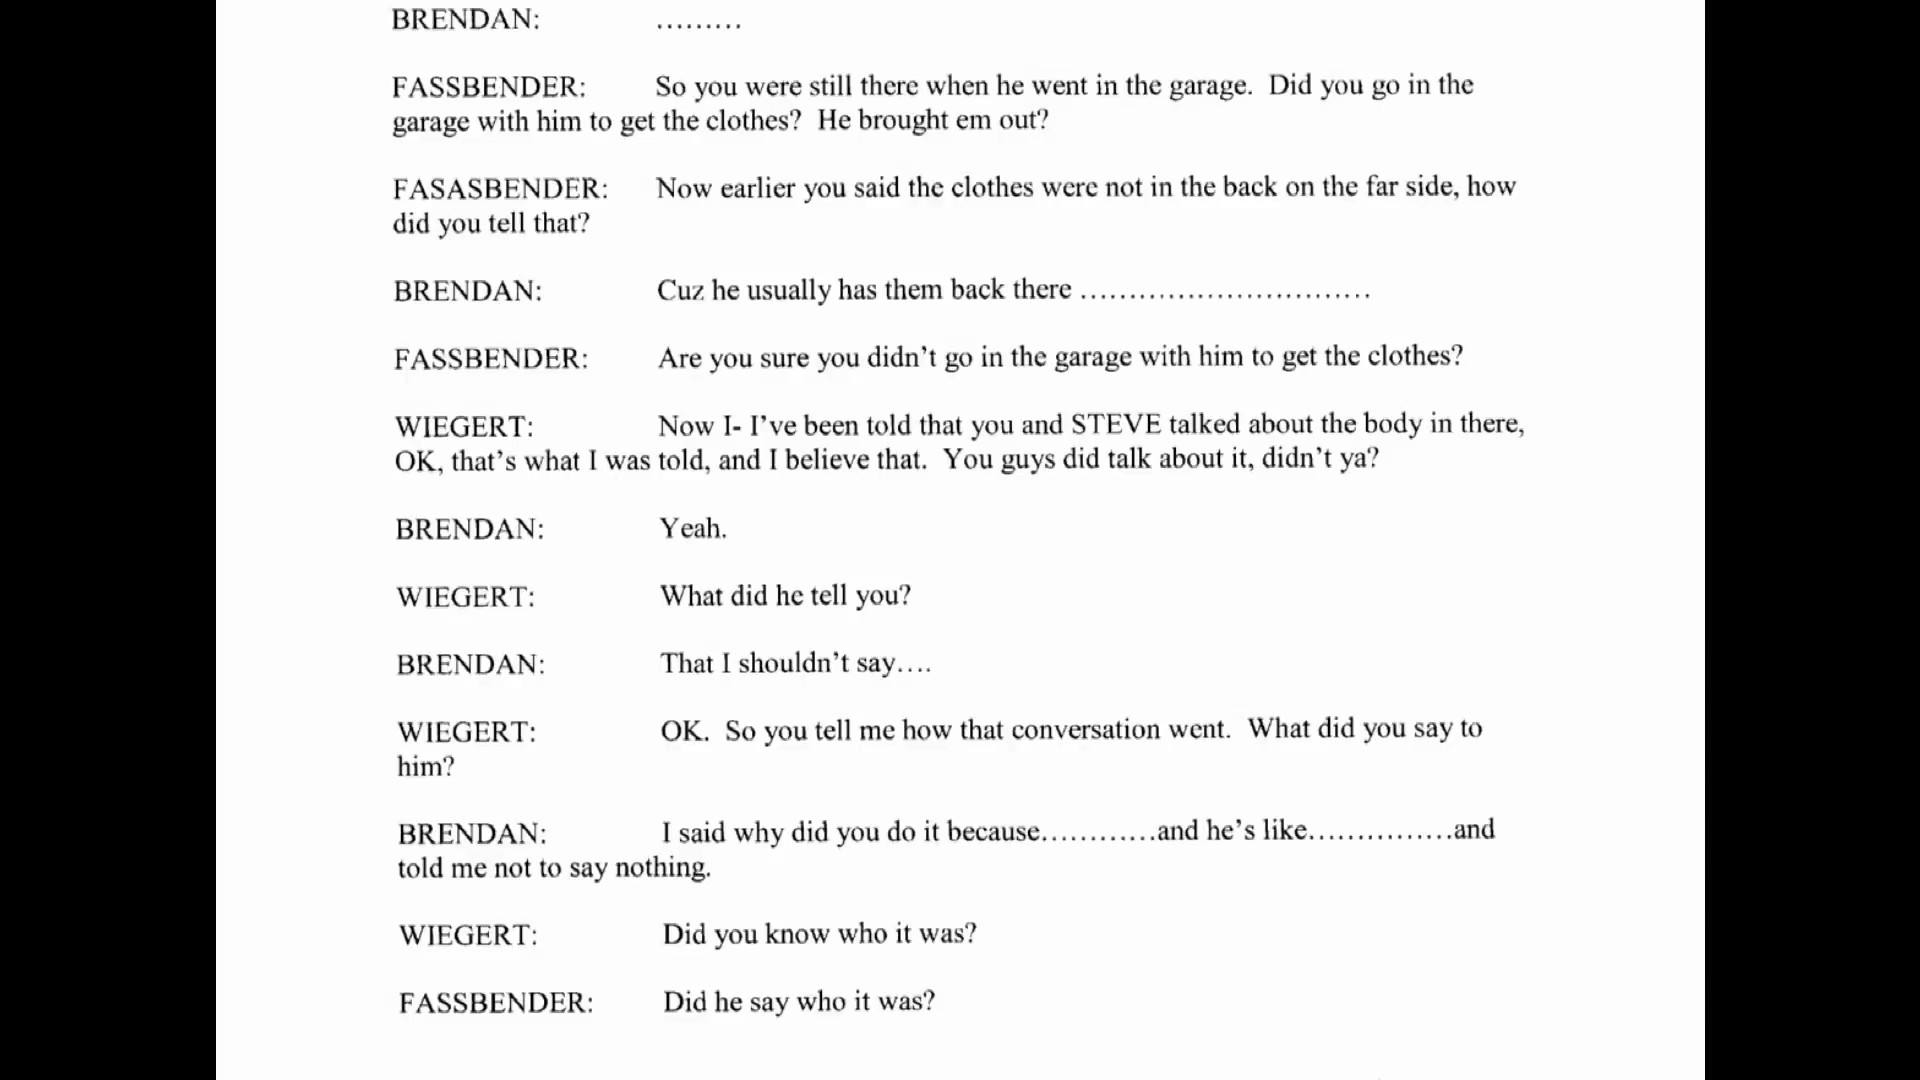 BRENDAN: .........
FASSBENDER: So you were still there when he went in the garage. Did you go in the
garage with him to get the clothes? He brought em out?
FASASBENDER: Now earlier you said the clothes were not in the back on the far side, how
did you tell that?
BRENDAN: Cuz he usually has them back there .............................
FASSBENDER: Are you sure you didn't go in the garage with him to get the clothes?
WIEGERT: Now I- I've been told that you and STEVE talked about the body in there,
OK, that's what I was told, and I believe that. You guys did talk about it, didn't ya?
BRENDAN: Yeah.
WIEGERT: What did he tell you?
BRENDAN: That I shouldn't say....
WIEGERT: OK. So you tell me how that conversation went. What did you say to
him?
BRENDAN: I said why did you do it because............and he's like...............and
told me not to say nothing.
WIEGERT: Did you know who it was?
FASSBENDER: Did he say who it was?